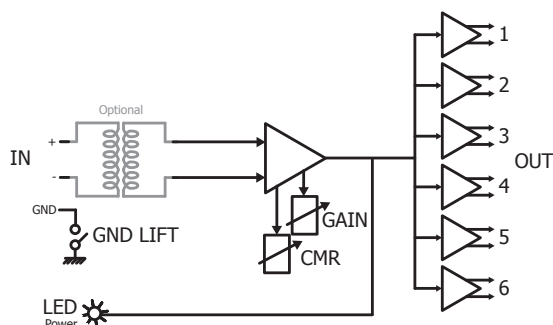 1
2
Optional
+
3
IN
OUT
-
4
GND
GAIN
GND LIFT
5
CMR
6
LED
Power